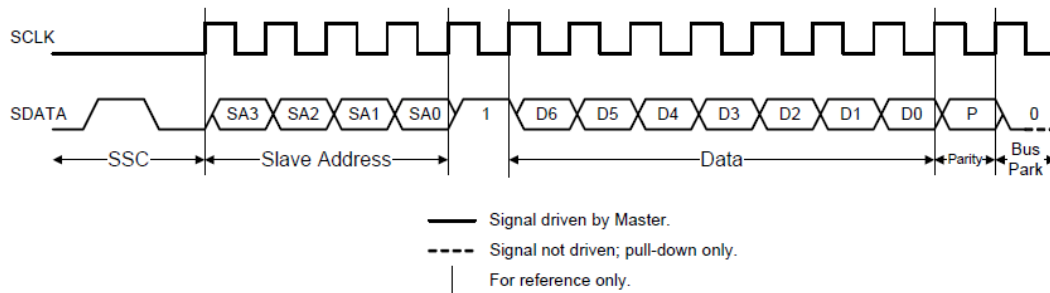 SCLK
SDATA SA3 SA2 SA1 SA0 1 D6 D5 D4 D3 D2 D1 D0 P 0
SSC Slave Address Data Parity Bus
Park
Signal driven by Master.
Signal not driven; pull-down only.
For reference only.